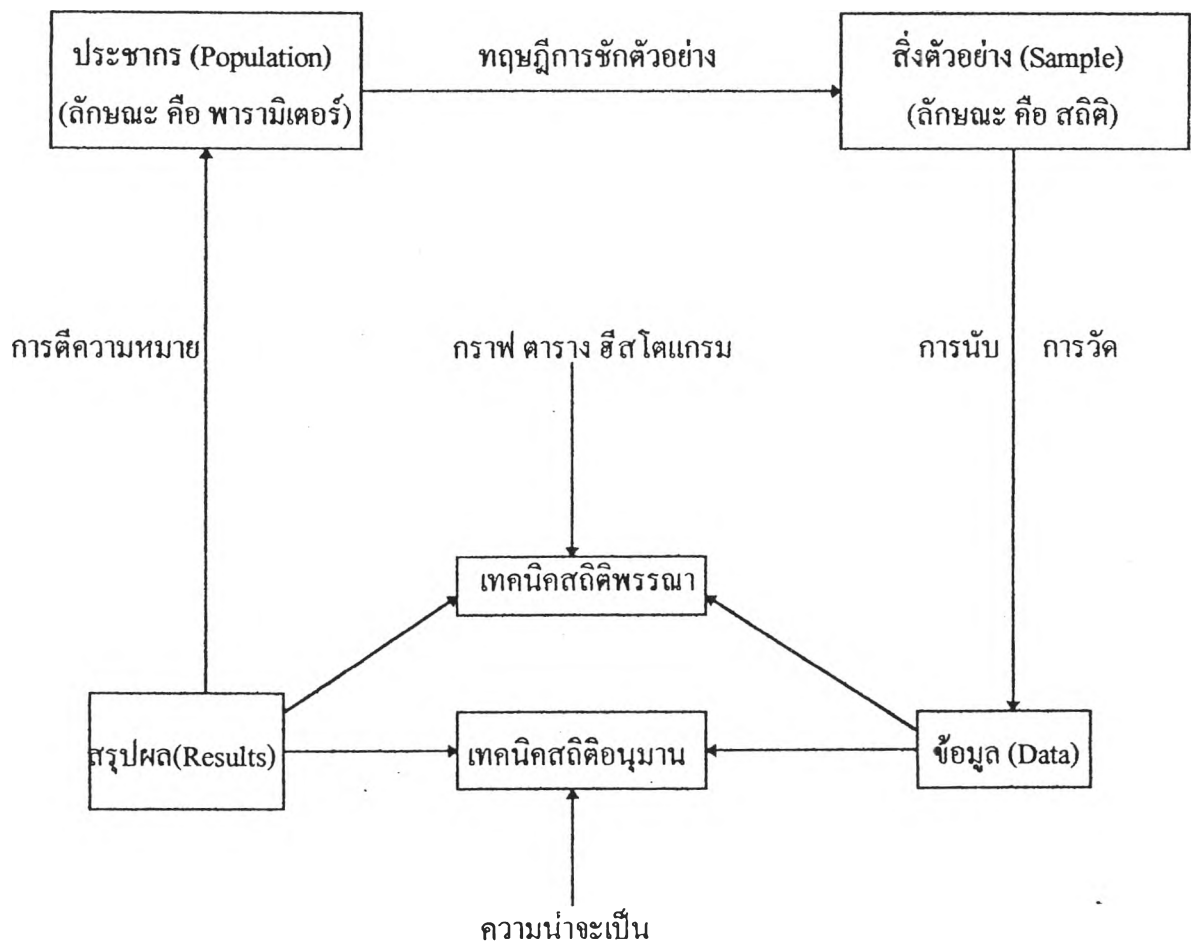 ประชากร (Population)
(ลักษณะ คือ พารามิเตอร์)
ทฤษฎีการชักตัวอย่าง
สิ่งตัวอย่าง (Sample)
(ลักษณะ คือ สถิติ)
การตีความหมาย
กราฟ ตาราง ฮีสโตแกรม
การนับ การวัด
เทคนิคสถิติพรรณา
สรุปผล(Results)
เทคนิคสถิติอนุมาน
ข้อมูล (Data)
ความน่าจะเป็น